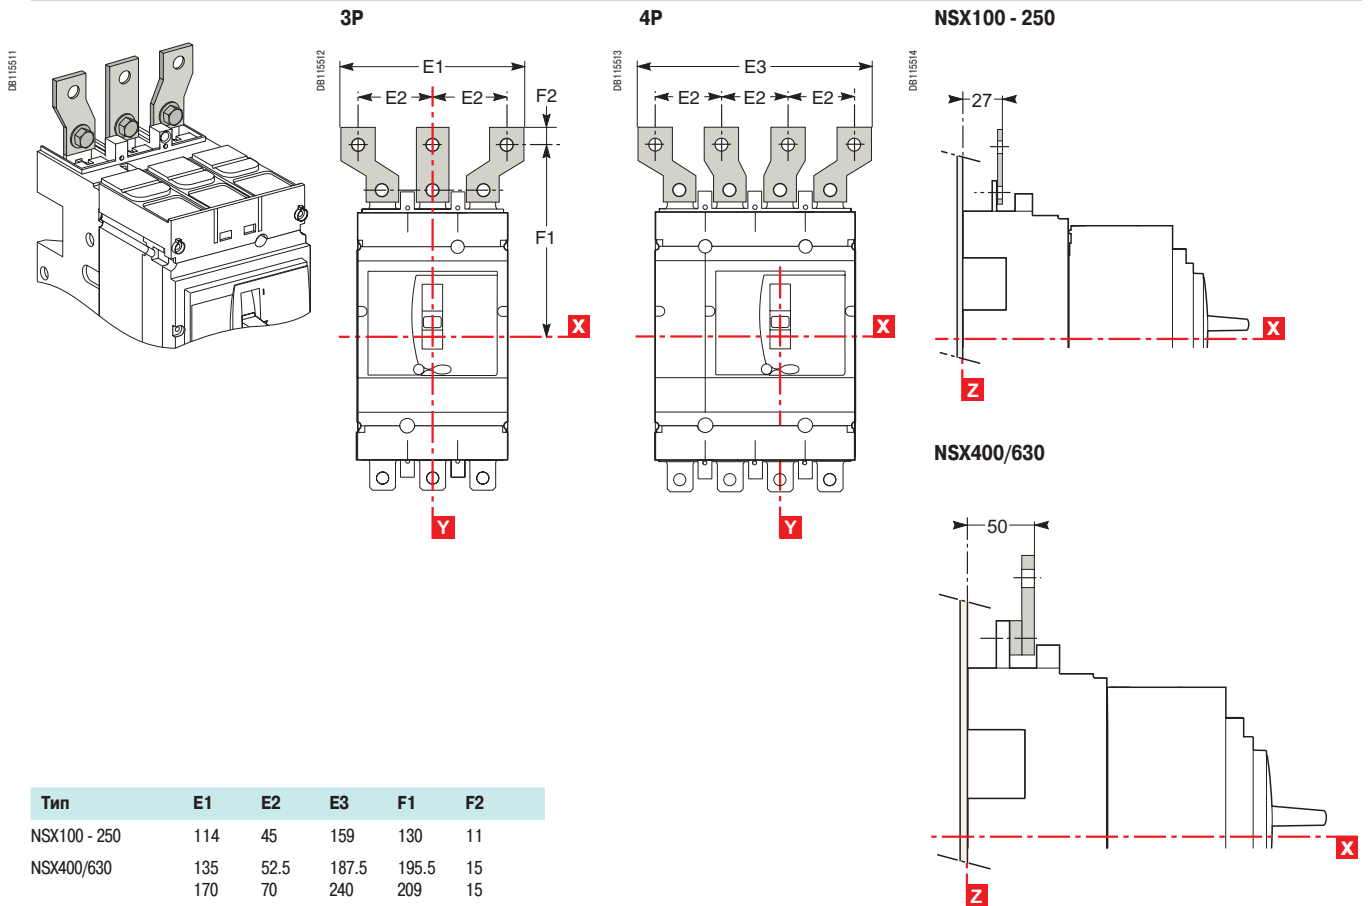 3P
4P
NSX100 - 250
DB115511
DB115512
DB115513
DB115514
E1
E2
E2
F2
F1
X
Y
E3
E2
E2
E2
X
Y
27
X
Z
NSX400/630
50
X
Z
Тип E1 E2 E3 F1 F2
NSX100 - 250 114 45 159 130 11
NSX400/630 135 52.5 187.5 195.5 15
170 70 240 209 15